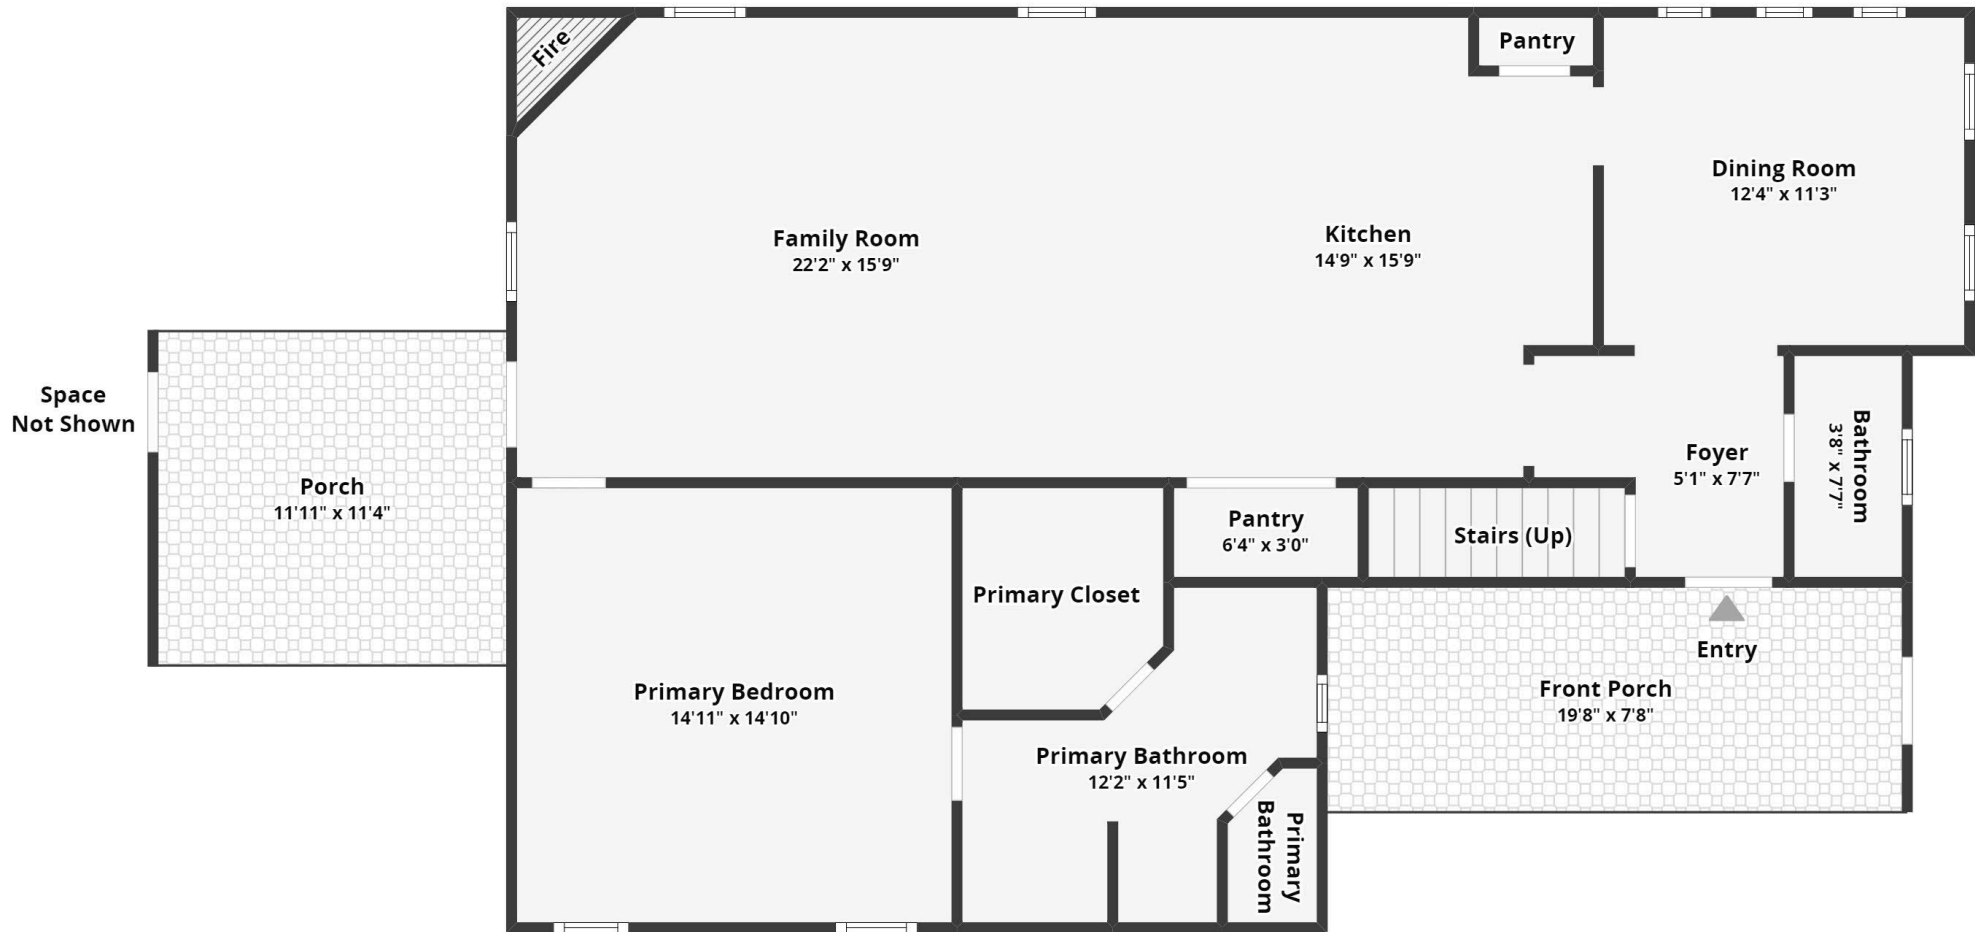 Fire
Pantry
Dining Room
12'4" x 11'3"
Family Room
22'2" x 15'9"
Kitchen
14'9" x 15'9"
Space
Not Shown
Porch
11'11" x 11'4"
Foyer
5'1" x 7'7"
Bathroom
3'8" x 7'7"
Pantry
6'4" x 3'0"
Stairs (Up)
Primary Closet
Entry
Primary Bedroom
14'11" x 14'10"
Front Porch
19'8" x 7'8"
Primary Bathroom
12'2" x 11'5"
Primary
Bathroom